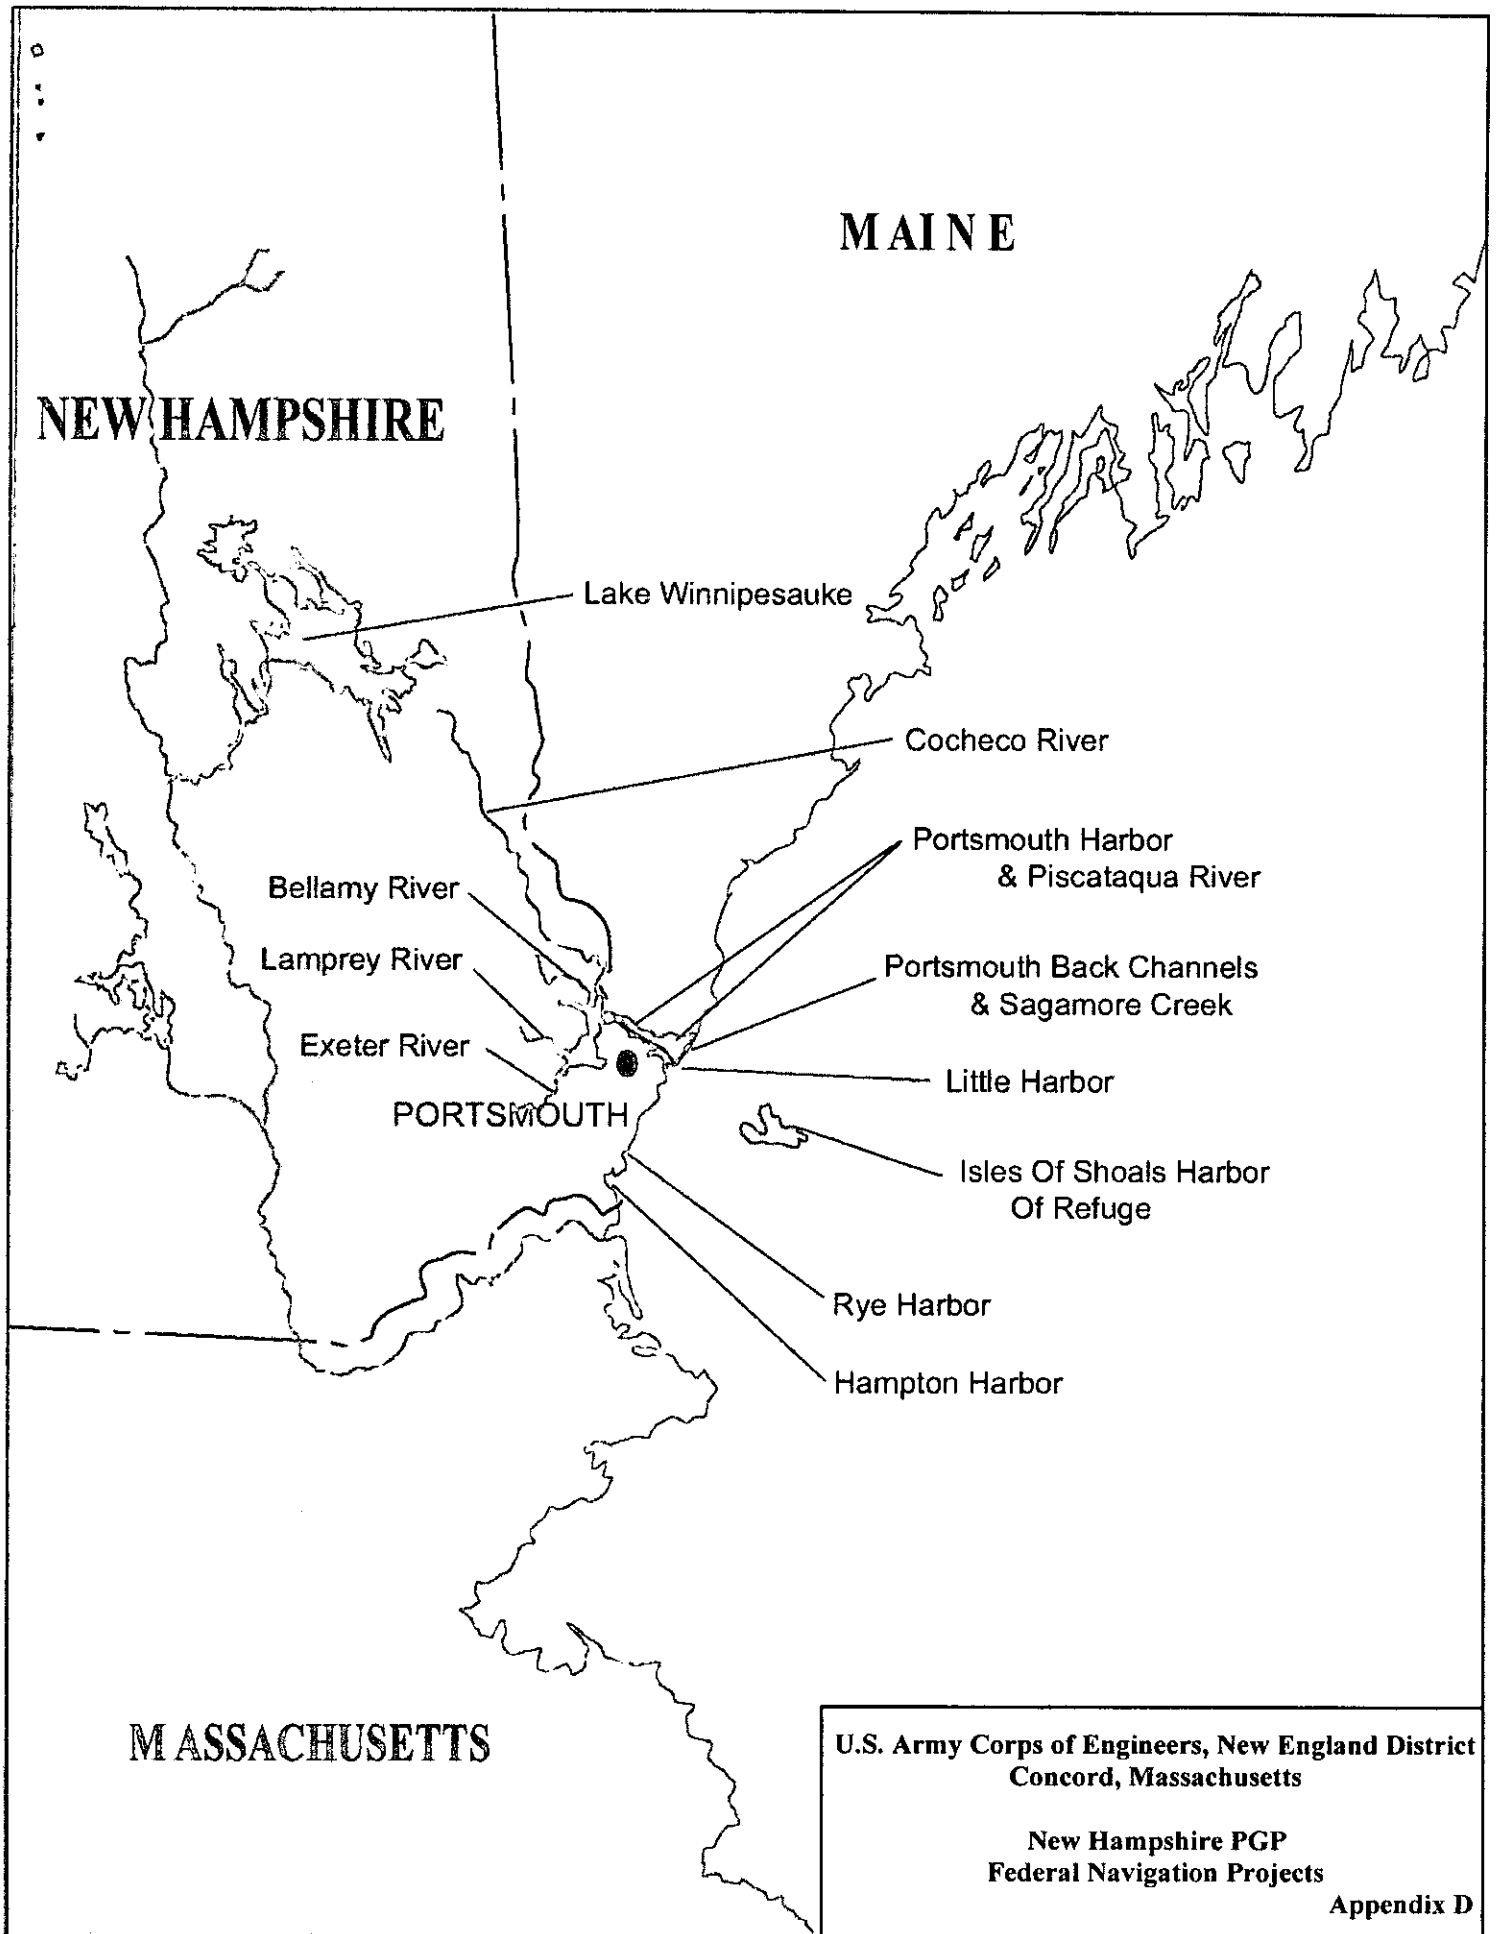 MAINE
NEW HAMPSHIRE
Lake Winnipesauke
Cocheco River
Portsmouth Harbor
& Piscataqua River
Bellamy River
Lamprey River
Portsmouth Back Channels
& Sagamore Creek
Exeter River
Little Harbor
PORTSMOUTH
Isles Of Shoals Harbor
Of Refuge
Rye Harbor
Hampton Harbor
MASSACHUSETTS
U.S. Army Corps of Engineers, New England District
Concord, Massachusetts
New Hampshire PGP
Federal Navigation Projects
Appendix D